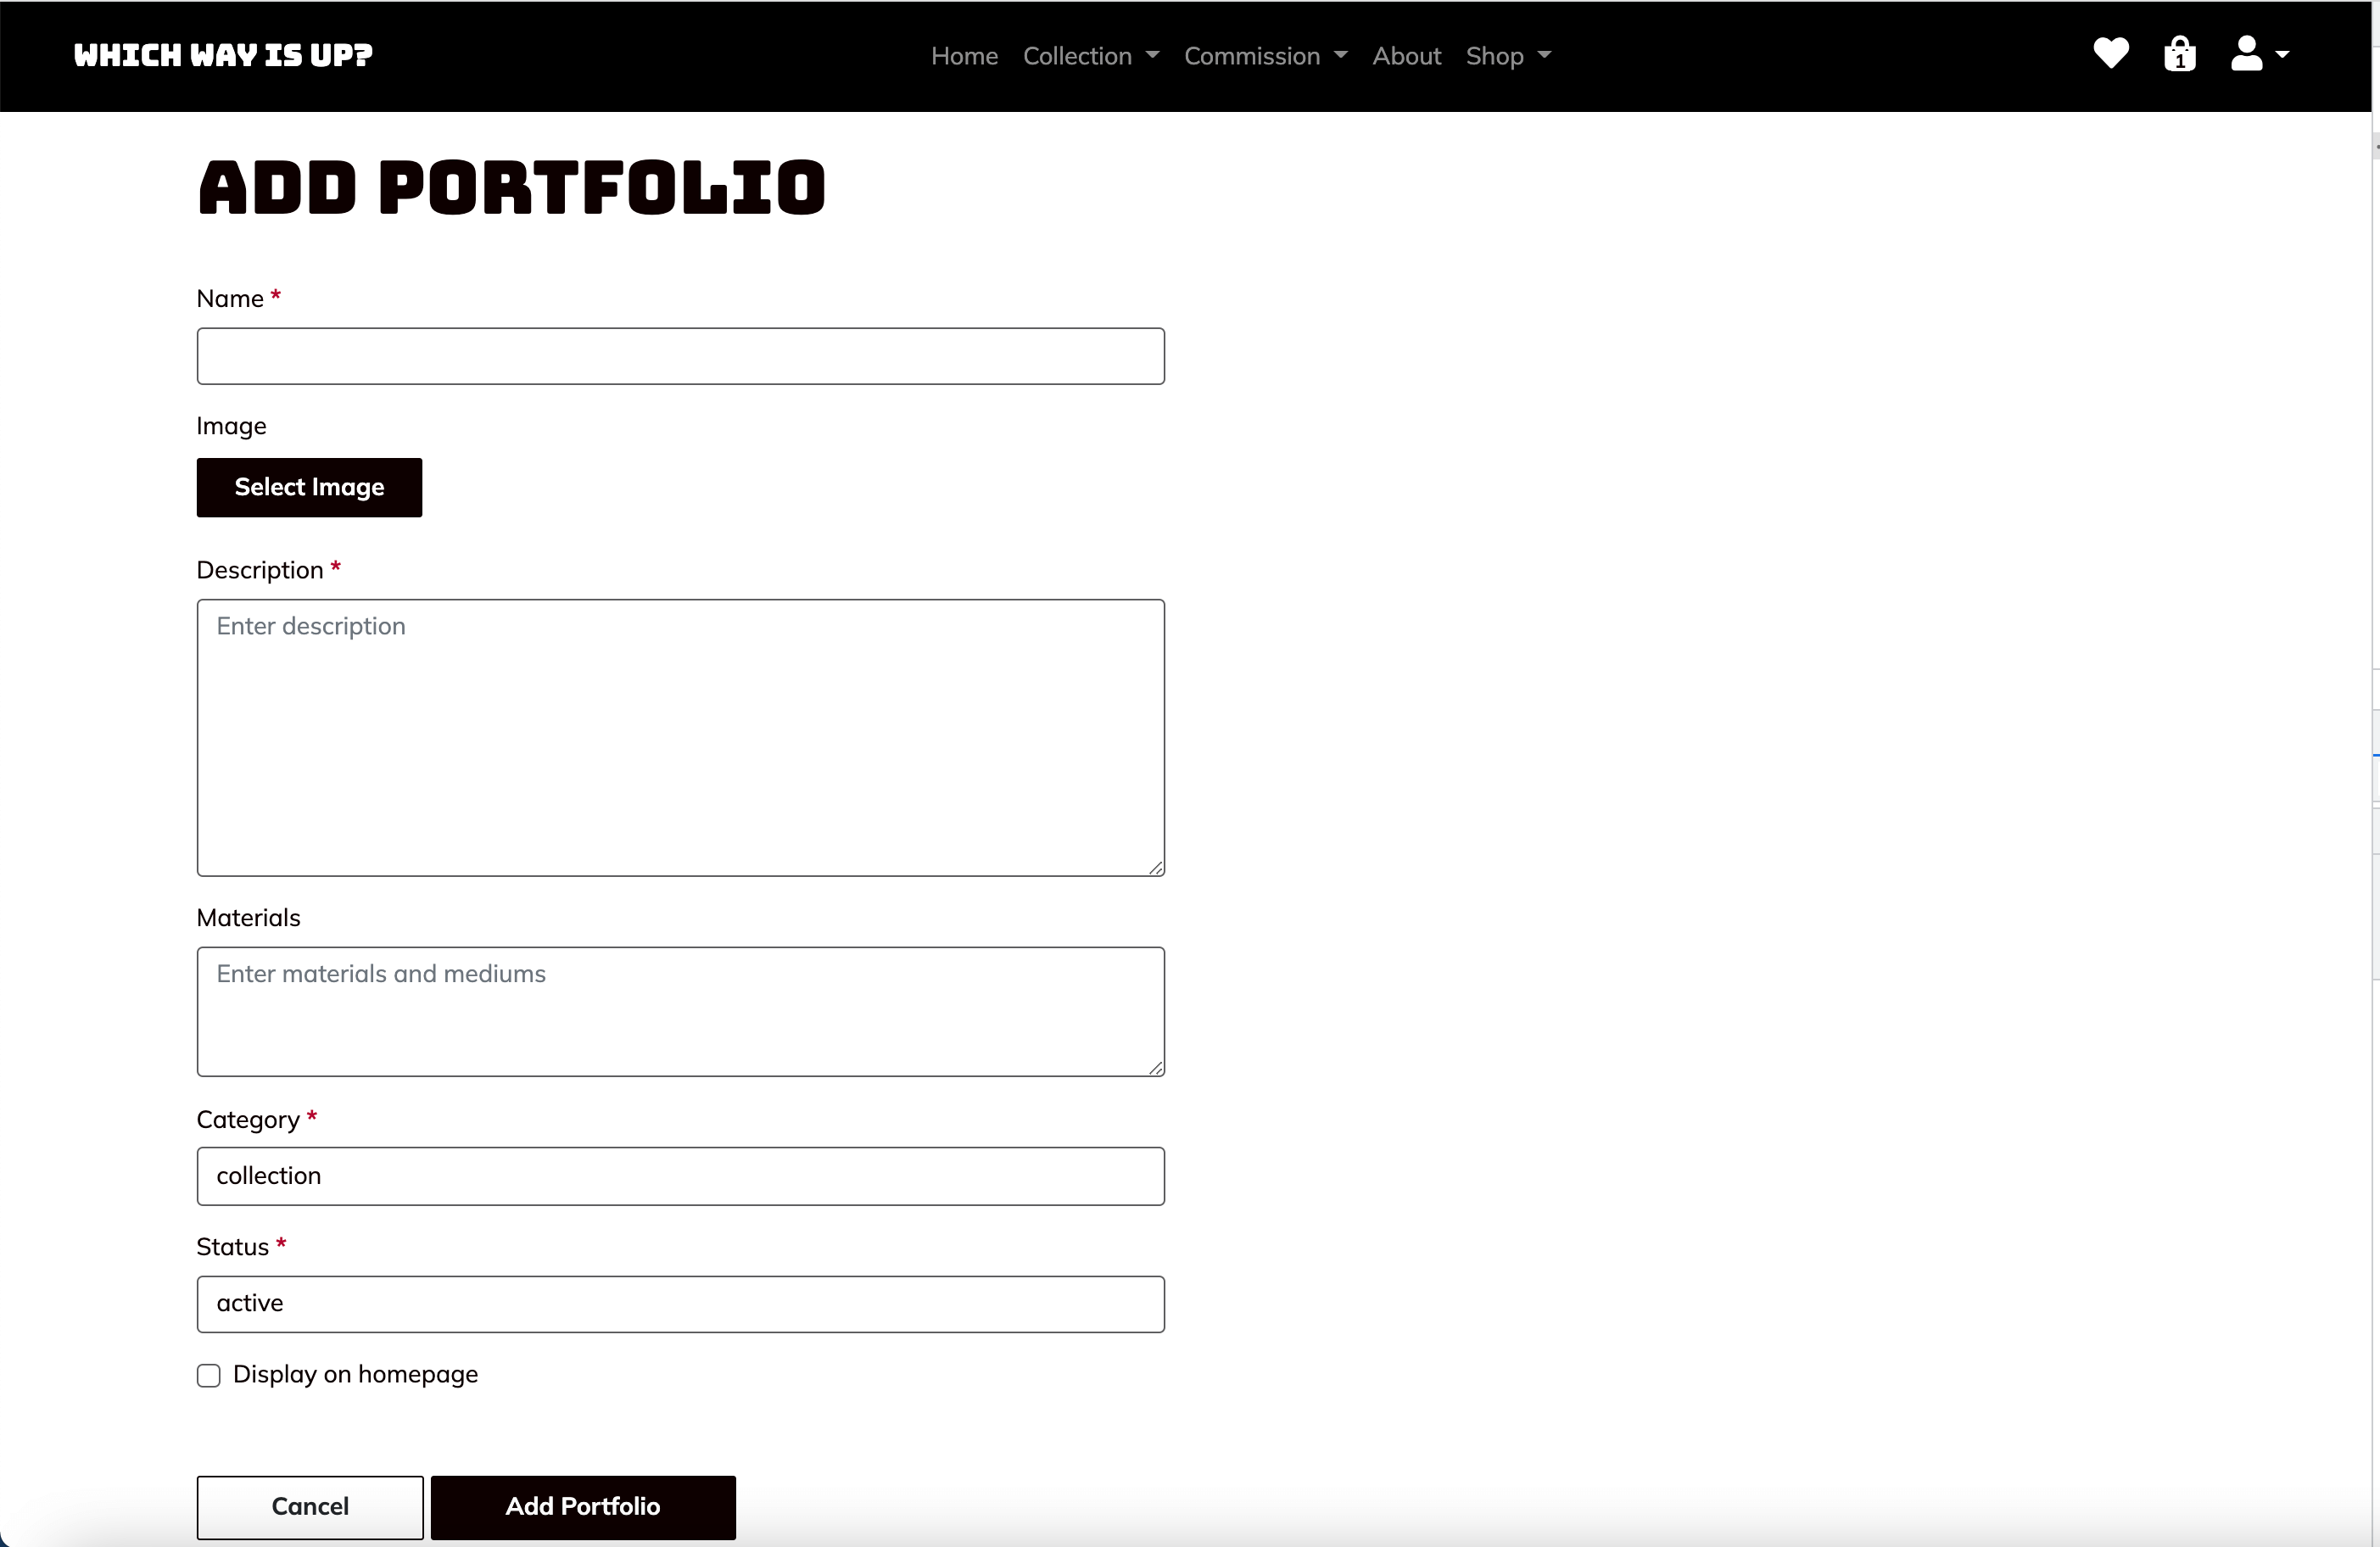 WHICH WAY IS UP?
Home Collection Commission About Shop
1
ADD PORTFOLIO
Name *
Image
Select Image
Description *
Enter description
Materials
Enter materials and mediums
Category *
collection
Status *
active
Display on homepage
Cancel Add Portfolio